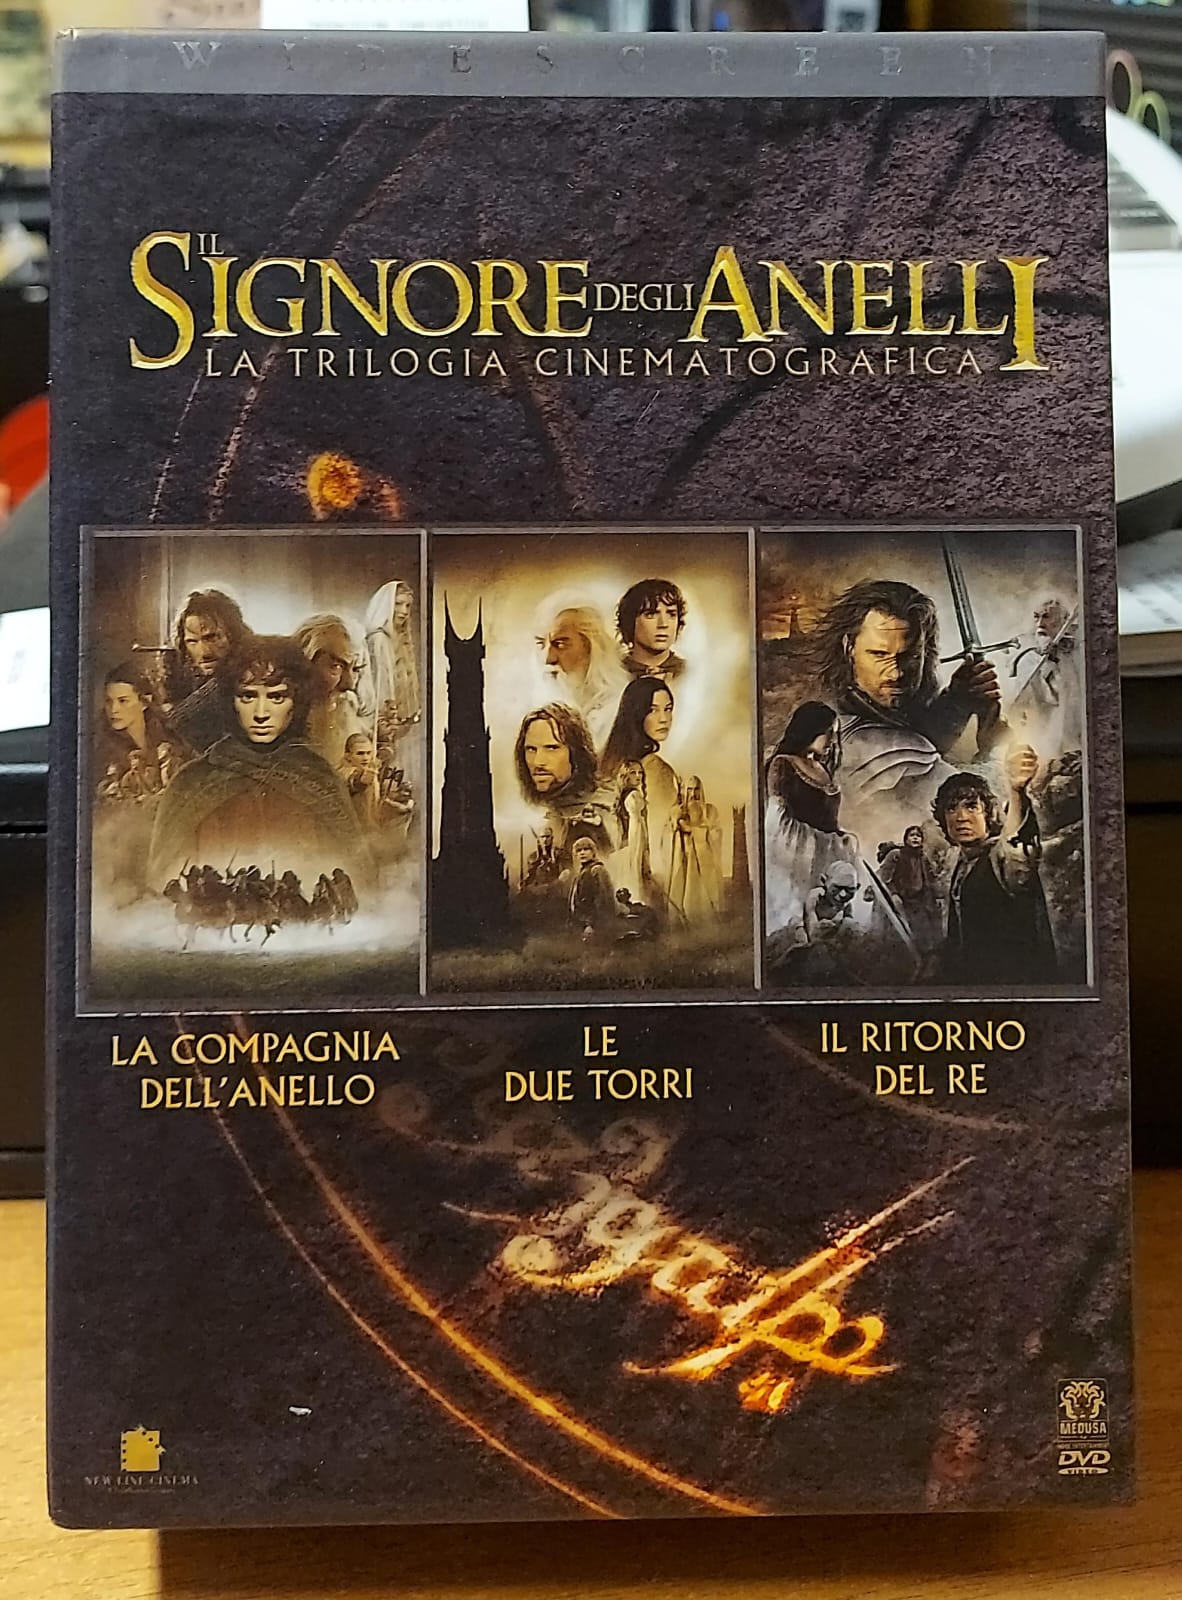 WIDESCREEN
IL
SIGNORE DEGLI ANELLI
LA TRILOGIA CINEMATOGRAFICA
LA COMPAGNIA
DELL'ANELLO
LE
DUE TORRI
IL RITORNO
DEL RE
NEW LINE CINEMA
MEDUSA
DVD
VIDEO